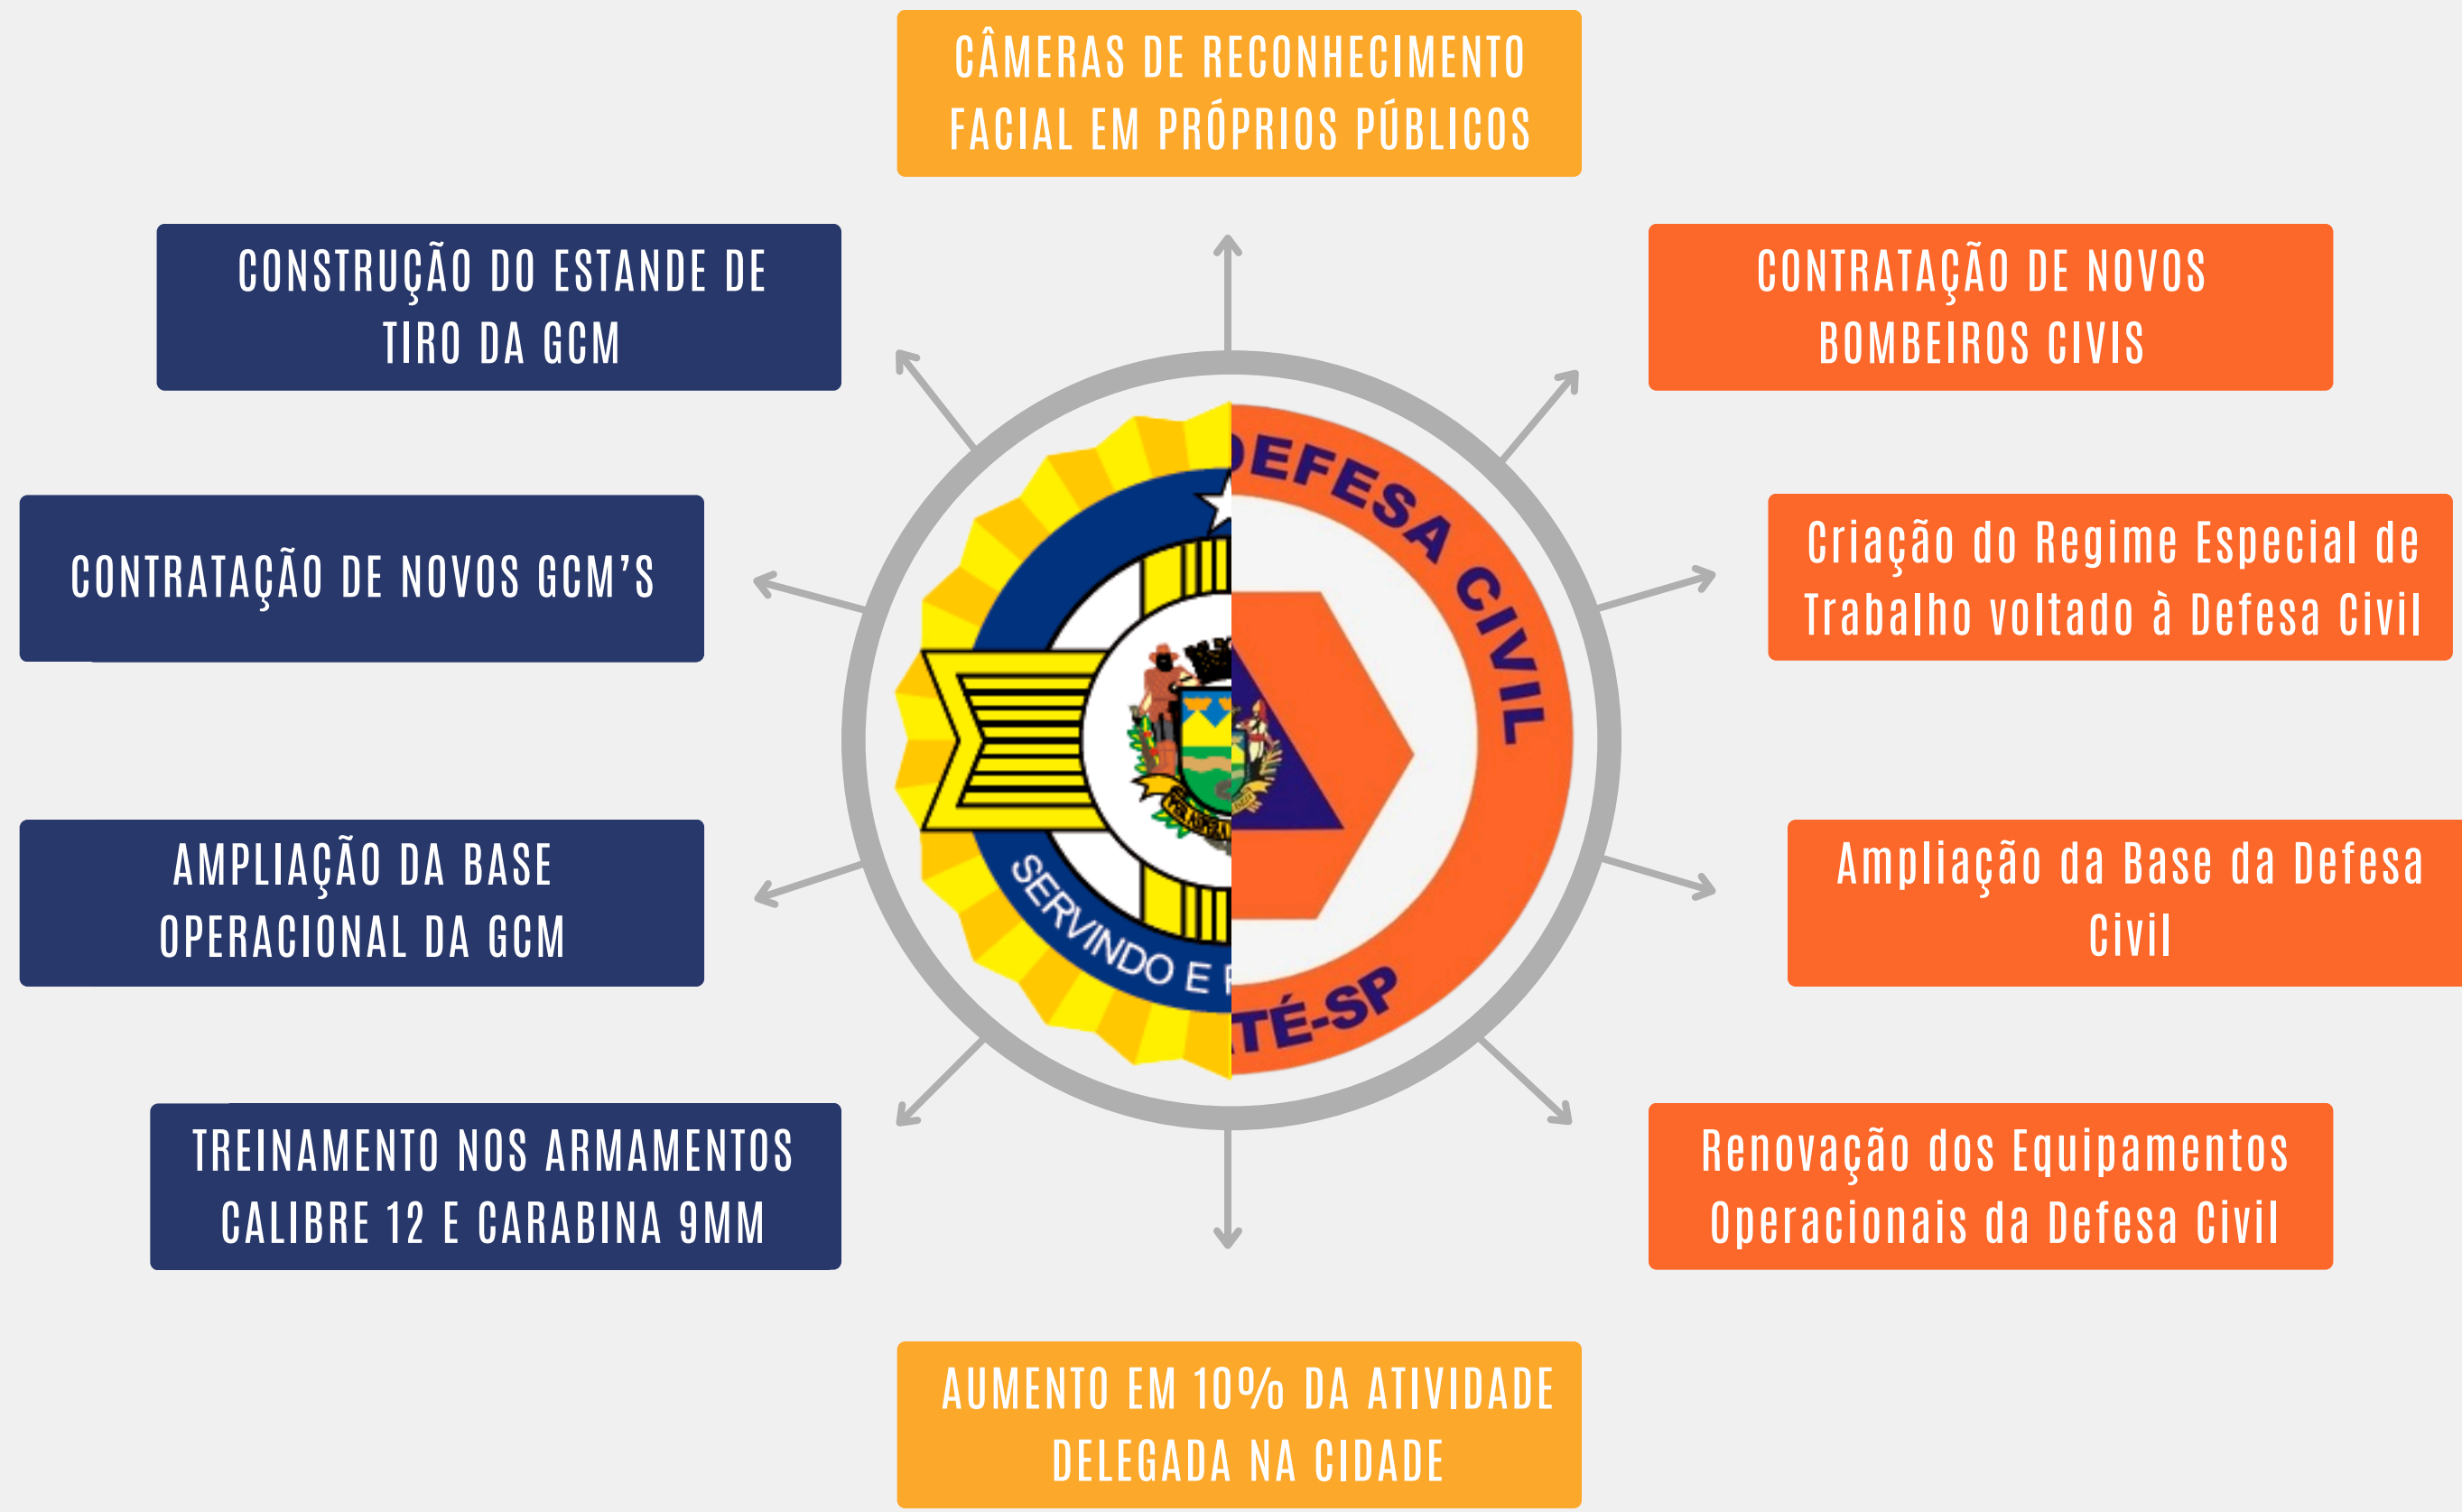 CÂMERAS DE RECONHECIMENTO
FACIAL EM PRÓPRIOS PÚBLICOS
CONSTRUÇÃO DO ESTANDE DE
TIRO DA GCM
CONTRATAÇÃO DE NOVOS
BOMBEIROS CIVIS
CONTRATAÇÃO DE NOVOS GCM’S
Criação do Regime Especial de
Trabalho voltado à Defesa Civil
AMPLIAÇÃO DA BASE
OPERACIONAL DA GCM
Ampliação da Base da Defesa
Civil
TREINAMENTO NOS ARMAMENTOS
CALIBRE 12 E CARABINA 9MM
Renovação dos Equipamentos
Operacionais da Defesa Civil
AUMENTO EM 10% DA ATIVIDADE
DELEGADA NA CIDADE
DEFESA CIVIL
TÉ-SP
SERVINDO E